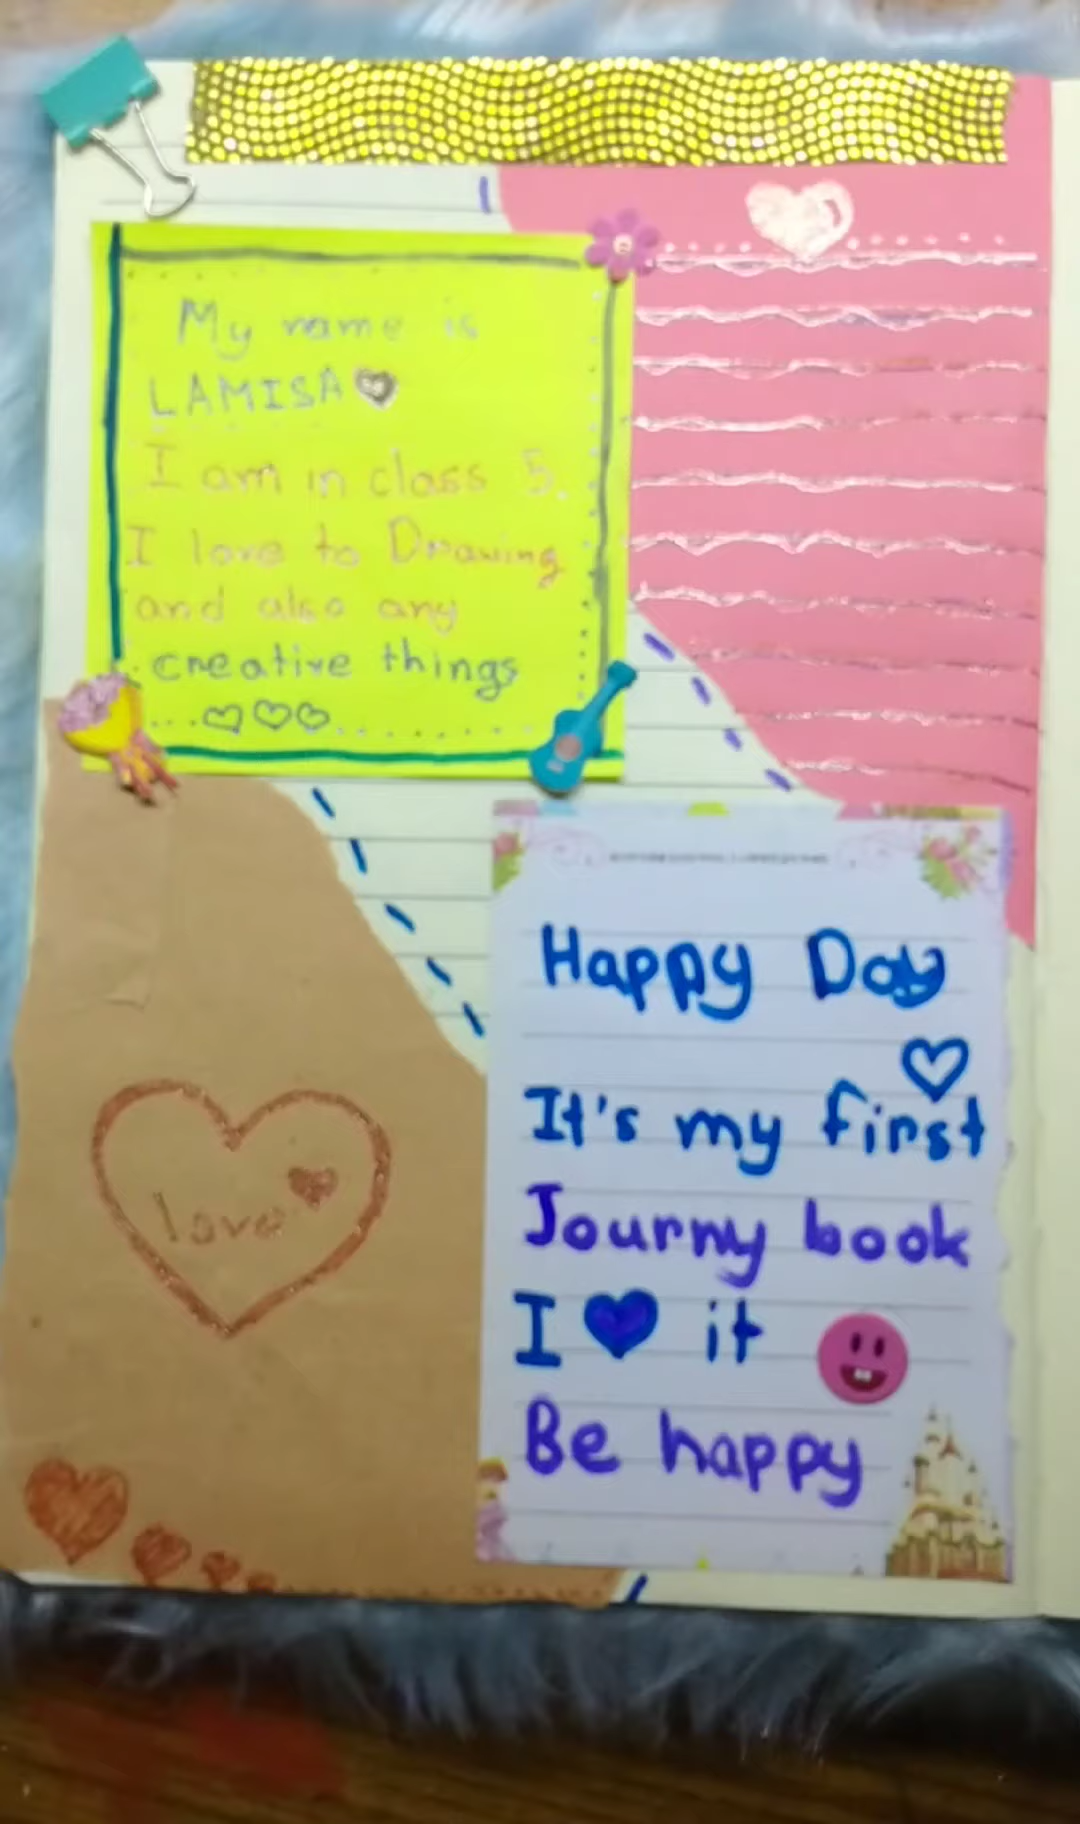 My name is
LAMISA
I am in class 5.
I love to Drawing
and also any
creative things
love
Happy Day
It's my first
Journy book
I ♥ it
Be happy